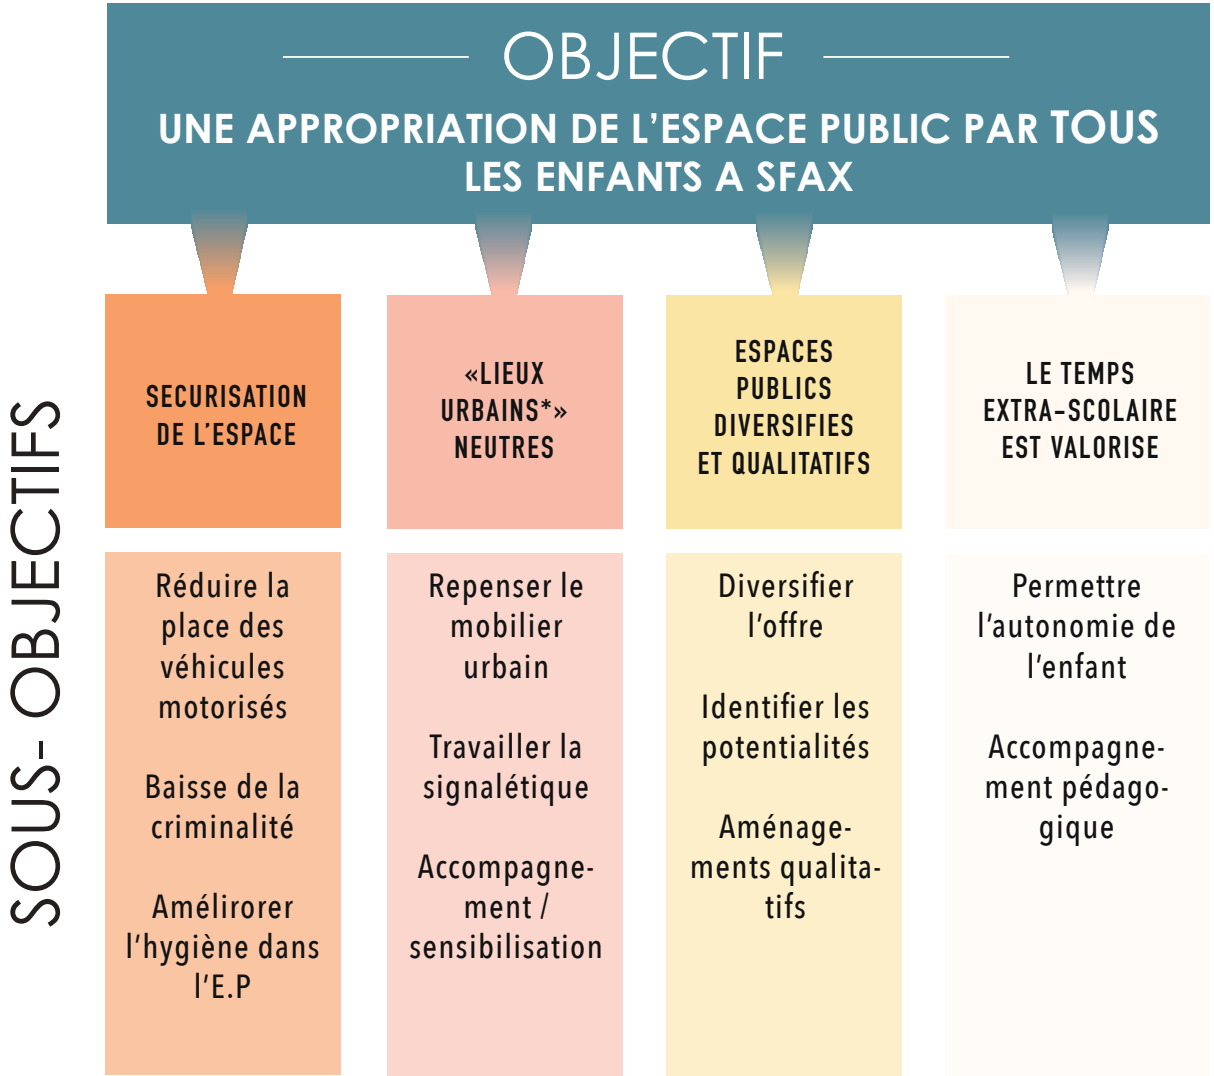 OBJECTIF
UNE APPROPRIATION DE L’ESPACE PUBLIC PAR TOUS
LES ENFANTS A SFAX
SOUS- OBJECTIFS
SECURISATION
DE L’ESPACE
Réduire la
place des
véhicules
motorisés
Baisse de la
criminalité
Amélirorer
l’hygiène dans
l’E.P
«LIEUX
URBAINS*»
NEUTRES
Repenser le
mobilier
urbain
Travailler la
signalétique
Accompagne-
ment /
sensibilisation
ESPACES
PUBLICS
DIVERSIFIES
ET QUALITATIFS
Diversifier
l’offre
Identifier les
potentialités
Aménage-
ments qualita-
tifs
LE TEMPS
EXTRA-SCOLAIRE
EST VALORISE
Permettre
l’autonomie de
l’enfant
Accompagne-
ment pédago-
gique